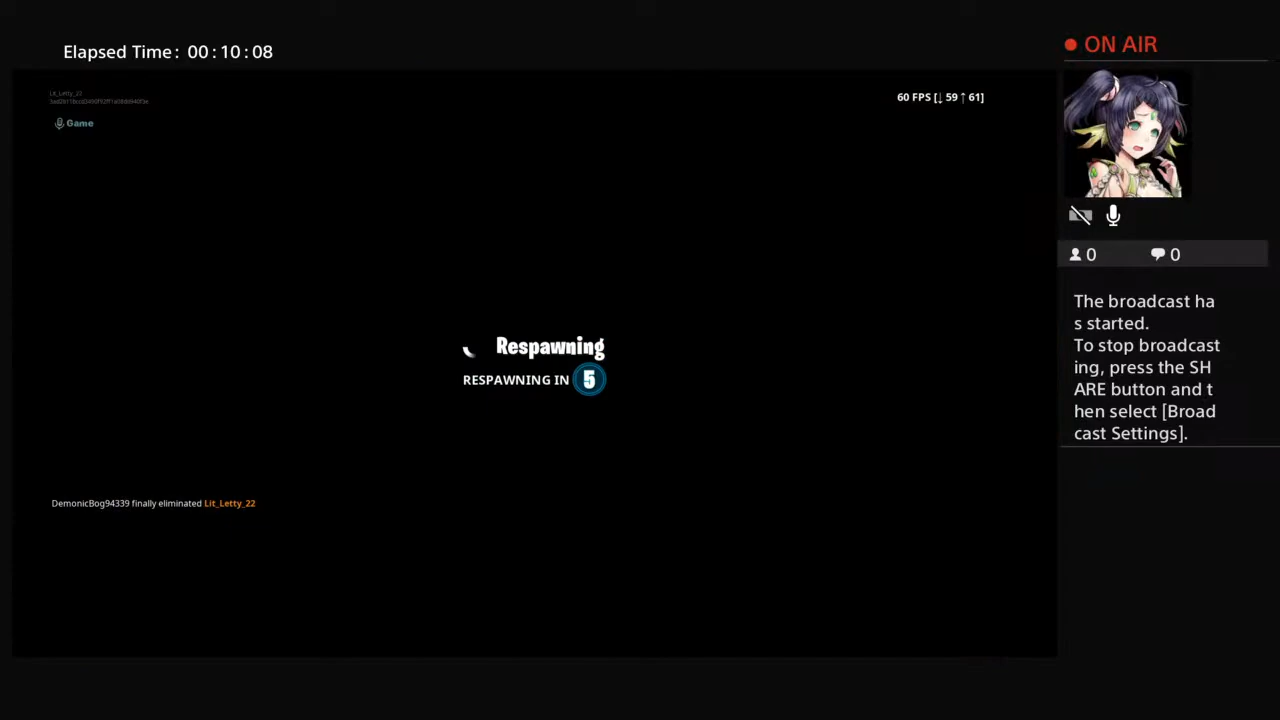 Elapsed Time: 00:10:08
ON AIR
Lit_Letty_22
Game
60 FPS [↓ 59 ↑ 61]
0
0
The broadcast ha
s started.
To stop broadcast
ing, press the SH
ARE button and t
hen select [Broad
cast Settings].
Respawning
RESPAWNING IN 5
DemonicBog94339 finally eliminated Lit_Letty_22